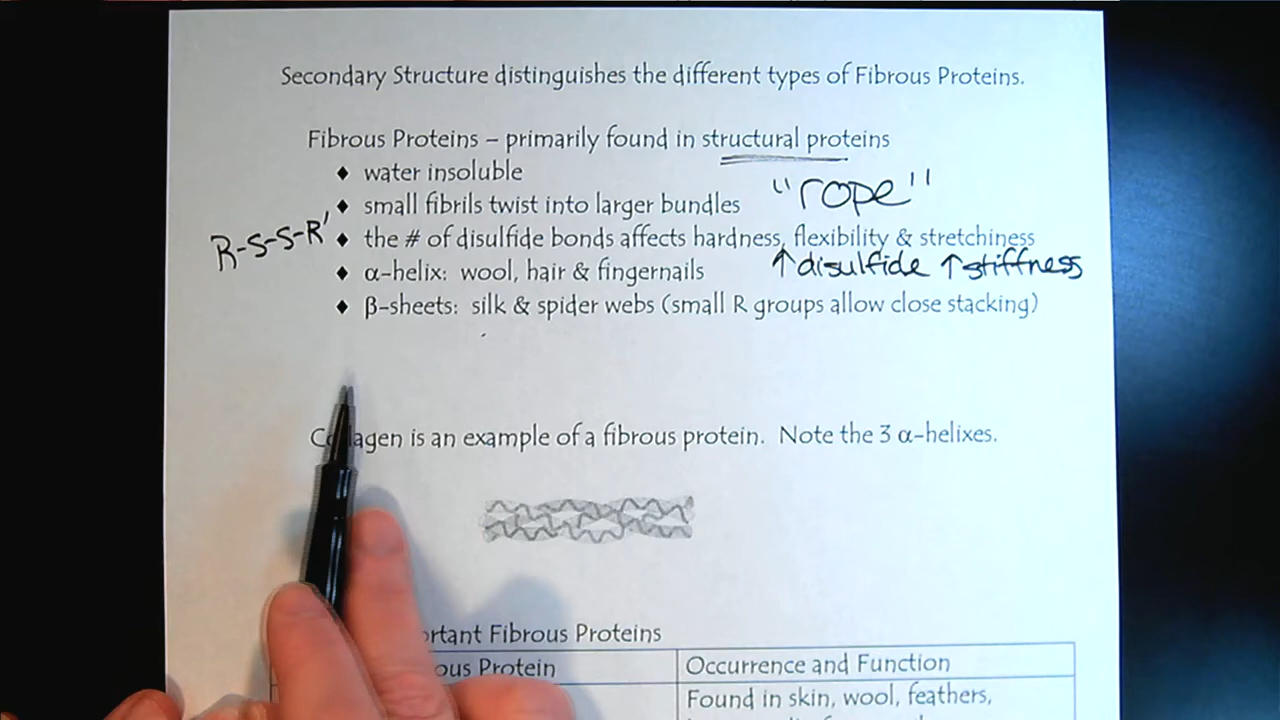 Secondary Structure distinguishes the different types of Fibrous Proteins.
Fibrous Proteins – primarily found in structural proteins
♦ water insoluble
♦ small fibrils twist into larger bundles "rope"
R-S-S-R' ♦ the # of disulfide bonds affects hardness, flexibility & stretchiness
♦ α-helix: wool, hair & fingernails ↑disulfide ↑stiffness
♦ β-sheets: silk & spider webs (small R groups allow close stacking)
Collagen is an example of a fibrous protein. Note the 3 α-helixes.
Fibrous Proteins
Protein Occurrence and Function
Found in skin, wool, feathers,